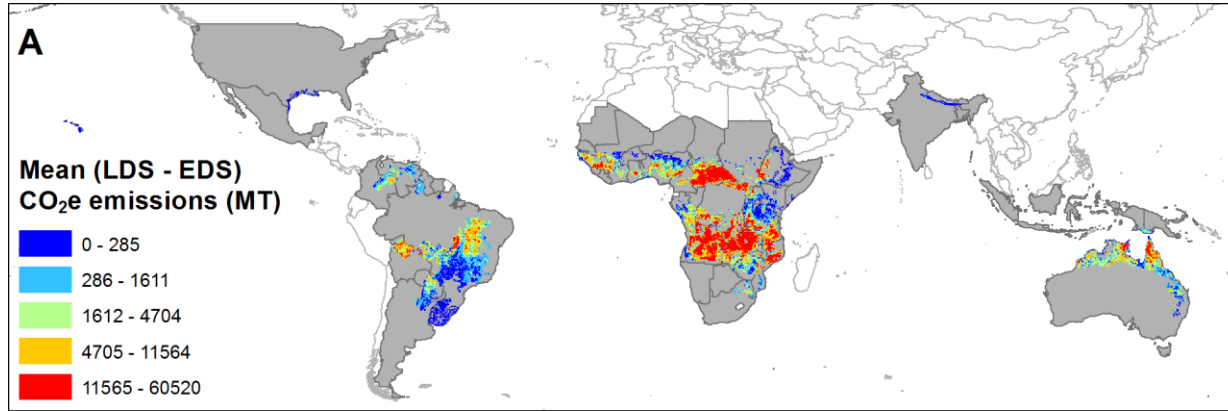 A
Mean (LDS - EDS)
CO₂e emissions (MT)
0 - 285
286 - 1611
1612 - 4704
4705 - 11564
11565 - 60520